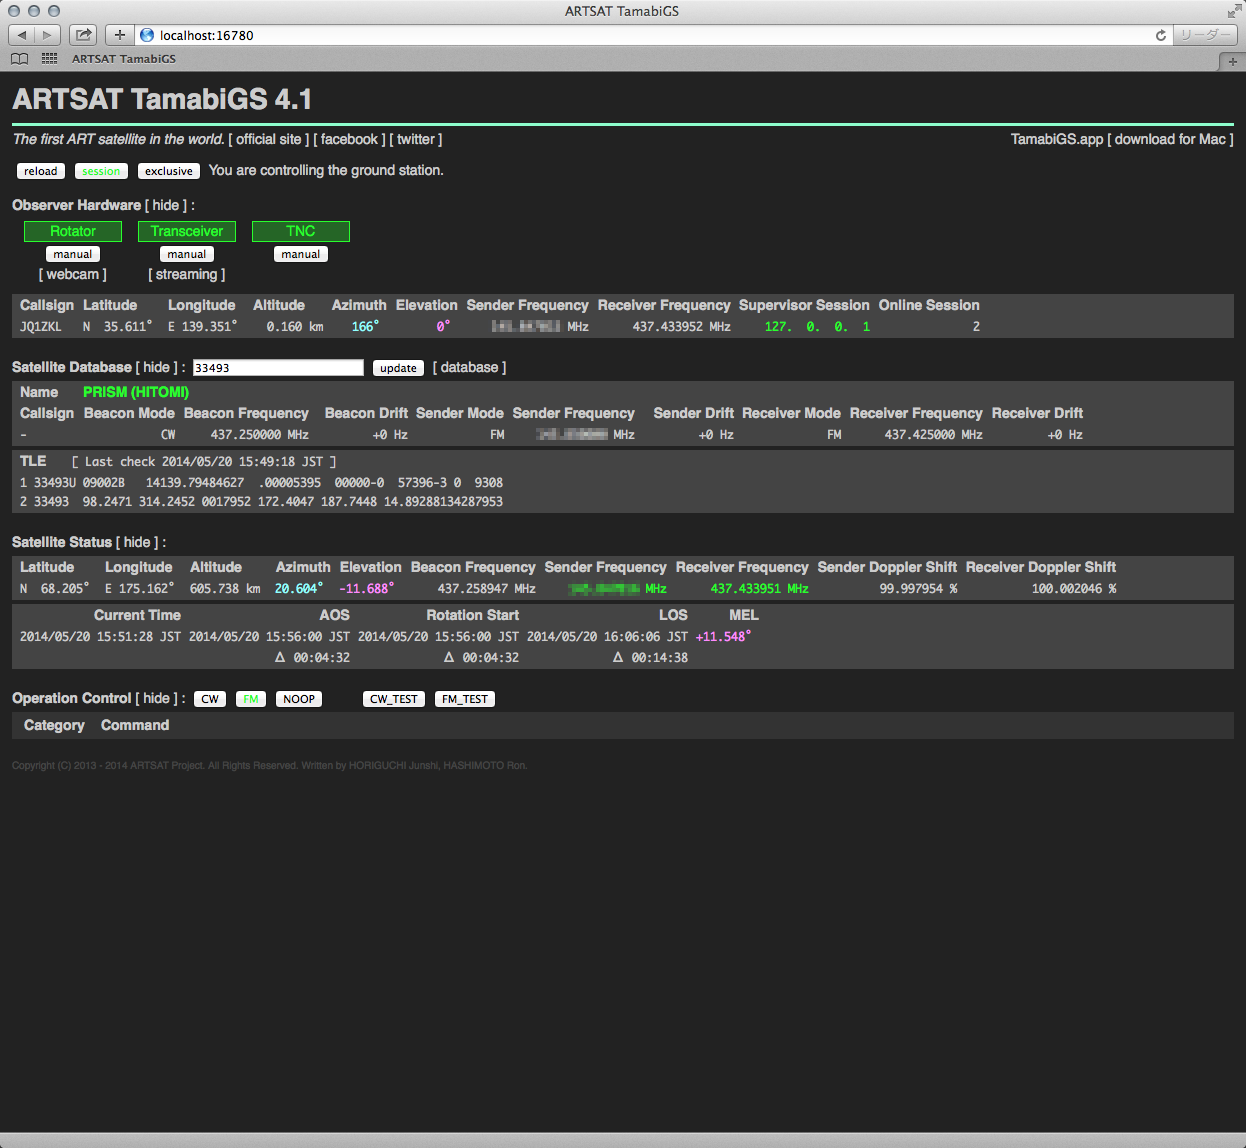 ARTSAT TamabiGS
localhost:16780 リーダー
ARTSAT TamabiGS
ARTSAT TamabiGS 4.1
The first ART satellite in the world. [ official site ] [ facebook ] [ twitter ] TamabiGS.app [ download for Mac ]
reload session exclusive You are controlling the ground station.
Observer Hardware [ hide ] :
Rotator Transceiver TNC
manual manual manual
[ webcam ] [ streaming ]
Callsign Latitude Longitude Altitude Azimuth Elevation Sender Frequency Receiver Frequency Supervisor Session Online Session
JQ1ZKL N 35.611° E 139.351° 0.160 km 166° 0° MHz 437.433952 MHz 127. 0. 0. 1 2
Satellite Database [ hide ] : 33493 update [ database ]
Name PRISM (HITOMI)
Callsign Beacon Mode Beacon Frequency Beacon Drift Sender Mode Sender Frequency Sender Drift Receiver Mode Receiver Frequency Receiver Drift
- CW 437.250000 MHz +0 Hz FM MHz +0 Hz FM 437.425000 MHz +0 Hz
TLE [ Last check 2014/05/20 15:49:18 JST ]
1 33493U 09002B 14139.79484627 .00005395 00000-0 57396-3 0 9308
2 33493 98.2471 314.2452 0017952 172.4047 187.7448 14.89288134287953
Satellite Status [ hide ] :
Latitude Longitude Altitude Azimuth Elevation Beacon Frequency Sender Frequency Receiver Frequency Sender Doppler Shift Receiver Doppler Shift
N 68.205° E 175.162° 605.738 km 20.604° -11.688° 437.258947 MHz MHz 437.433951 MHz 99.997954 % 100.002046 %
Current Time AOS Rotation Start LOS MEL
2014/05/20 15:51:28 JST 2014/05/20 15:56:00 JST 2014/05/20 15:56:00 JST 2014/05/20 16:06:06 JST +11.548°
Δ 00:04:32 Δ 00:04:32 Δ 00:14:38
Operation Control [ hide ] : CW FM NOOP CW_TEST FM_TEST
Category Command
Copyright (C) 2013 - 2014 ARTSAT Project. All Rights Reserved. Written by HORIGUCHI Junshi, HASHIMOTO Ron.